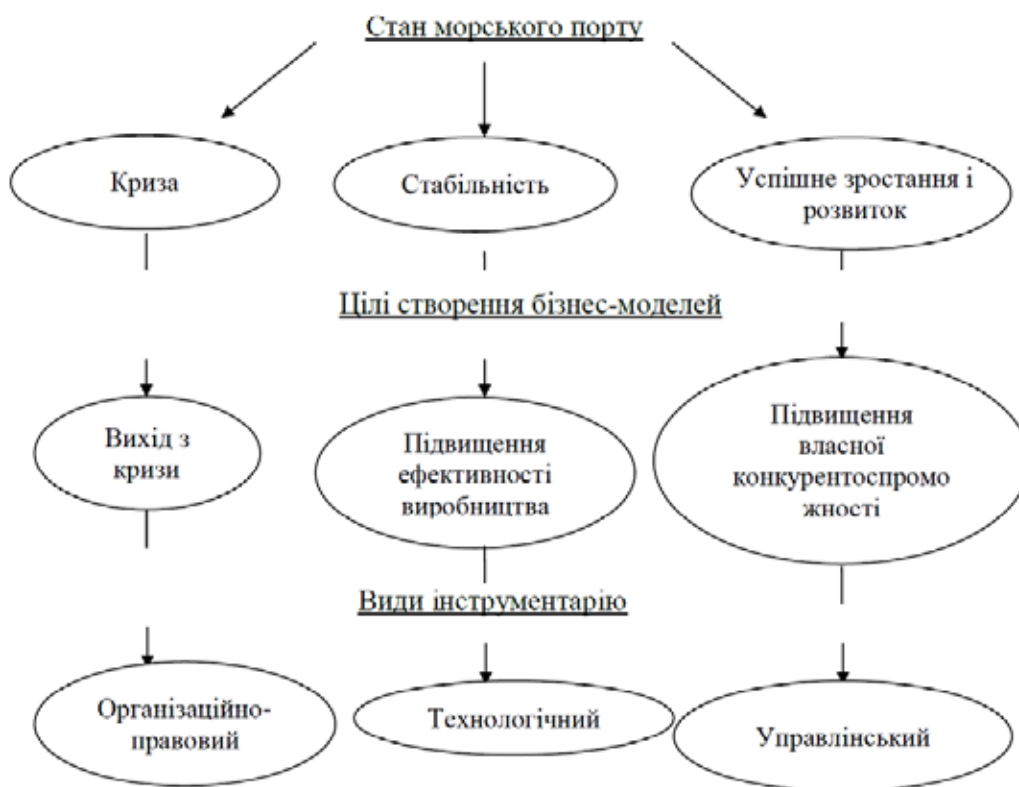 Стан морського порту
Криза
Стабільність
Успішне зростання і
розвиток
Цілі створення бізнес-моделей
Вихід з
кризи
Підвищення
ефективності
виробництва
Підвищення
власної
конкурентоспромо
жності
Види інструментарію
Організаційно-
правовий
Технологічний
Управлінський